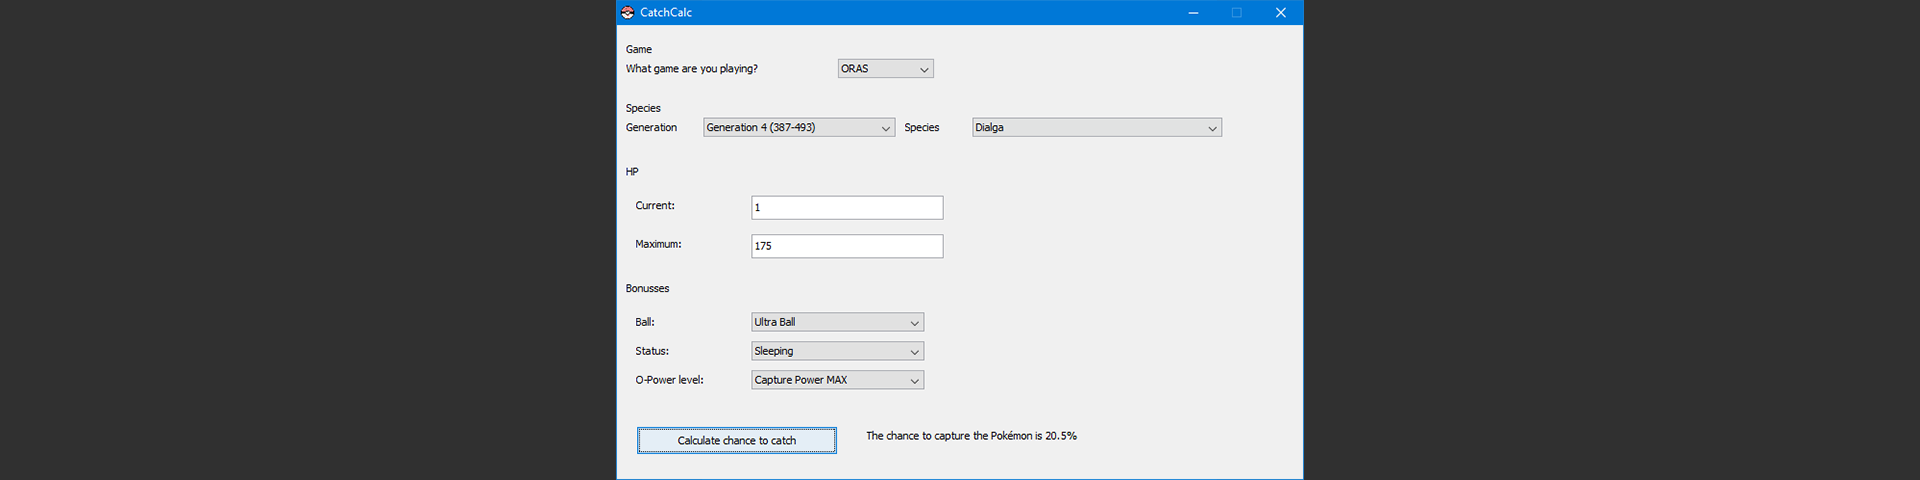 CatchCalc
Game
What game are you playing? ORAS
Species
Generation Generation 4 (387-493) Species Dialga
HP
Current: 1
Maximum: 175
Bonusses
Ball: Ultra Ball
Status: Sleeping
O-Power level: Capture Power MAX
Calculate chance to catch The chance to capture the Pokémon is 20.5%